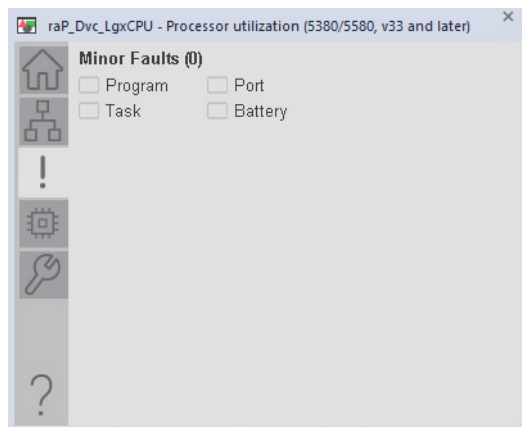 raP_Dvc_LgxCPU - Processor utilization (5380/5580, v33 and later)
Minor Faults (0)
Program Port
Task Battery